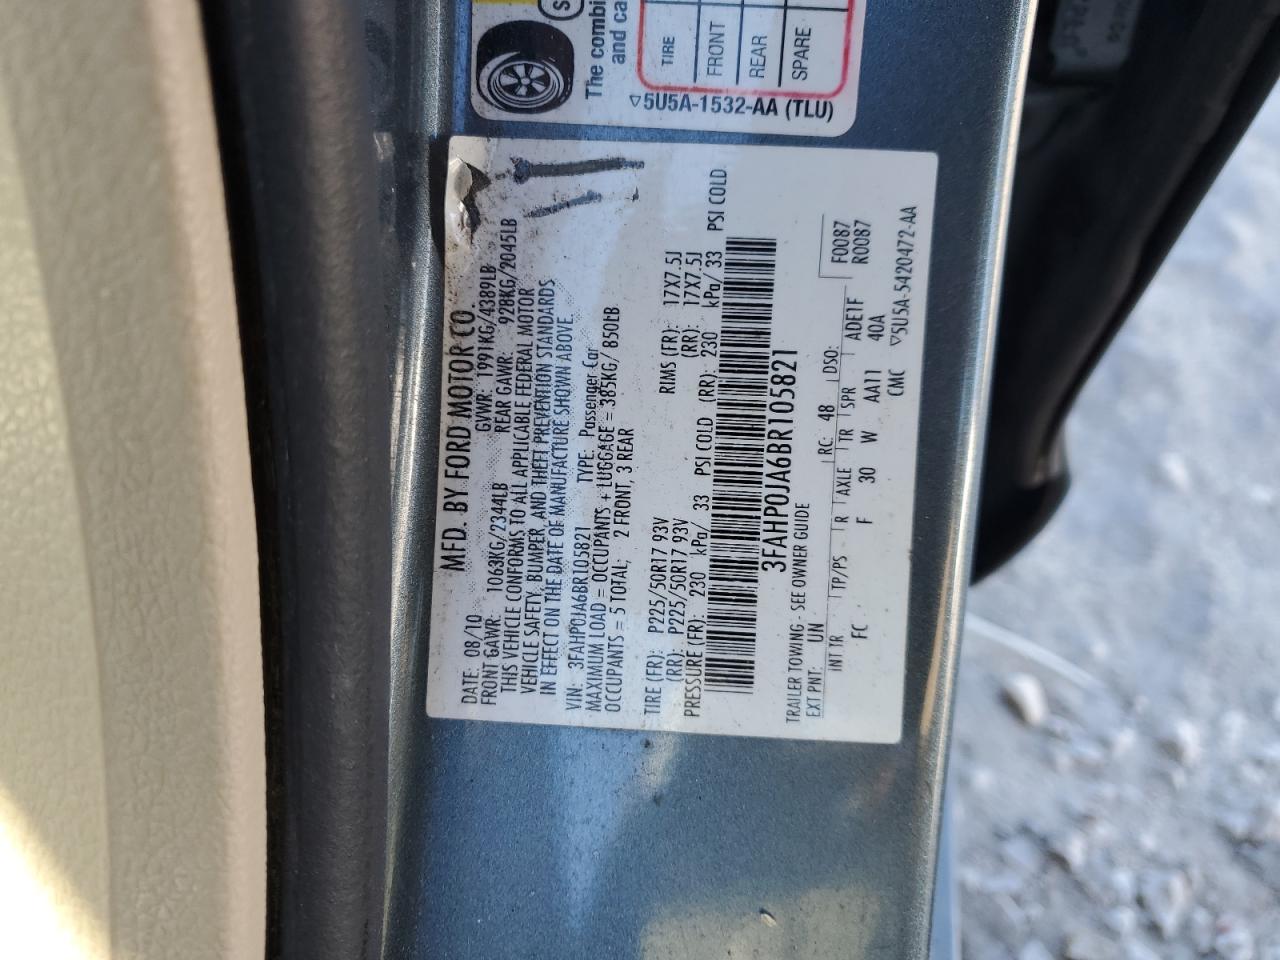 The combi
and ca
TIRE
FRONT
REAR
SPARE
5U5A-1532-AA (TLU)
MFD. BY FORD MOTOR CO.
DATE: 08/10 GVWR: 1991KG/4389LB
FRONT GAWR: 1063KG/2344LB REAR GAWR: 928KG/2045LB
THIS VEHICLE CONFORMS TO ALL APPLICABLE FEDERAL MOTOR
VEHICLE SAFETY, BUMPER, AND THEFT PREVENTION STANDARDS
IN EFFECT ON THE DATE OF MANUFACTURE SHOWN ABOVE.
VIN: 3FAHP0JA6BR105821 TYPE: Passenger Car
MAXIMUM LOAD = OCCUPANTS + LUGGAGE = 385KG/ 850LB
OCCUPANTS = 5 TOTAL: 2 FRONT, 3 REAR
TIRE (FR): P225/50R17 93V RIMS (FR): 17X7.5J
(RR): P225/50R17 93V (RR): 17X7.5J
PRESSURE (FR): 230 kPa/ 33 PSI COLD (RR): 230 kPa/ 33 PSI COLD
3FAHP0JA6BR105821
TRAILER TOWING - SEE OWNER GUIDE
EXT PNT: UN RC: 48 DSO: F0087
R0087
INT TR TP/PS R AXLE TR SPR ADE1F
FC F 30 W AA11 40A
CMC 5U5A-5420472-AA